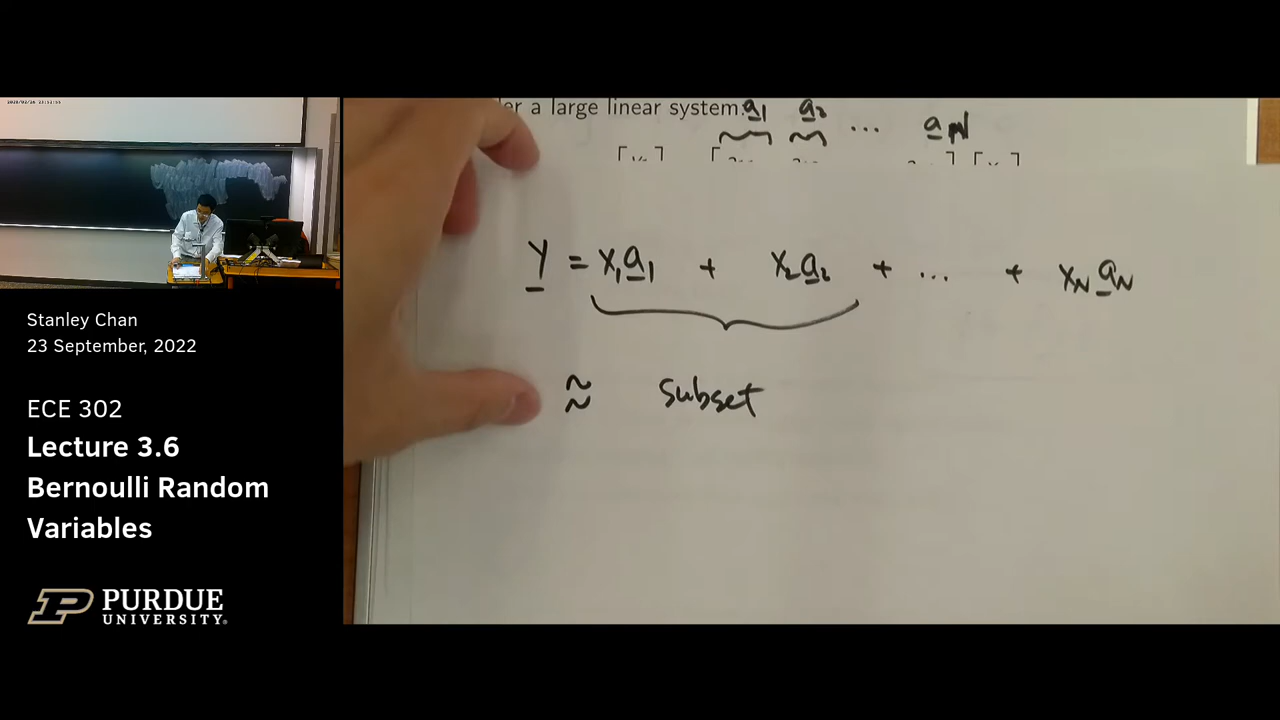 er a large linear system.
a1 a2 ... aN
Y = x1a1 + x2a2 + ... + xNaN
≈ subset
Stanley Chan
23 September, 2022
ECE 302
Lecture 3.6
Bernoulli Random
Variables
PURDUE
UNIVERSITY.